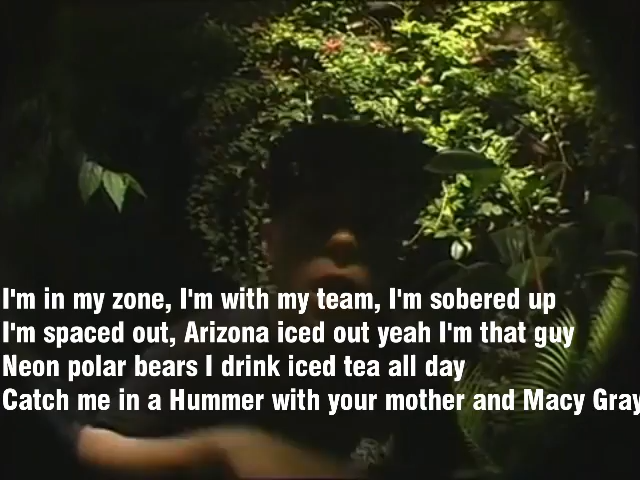 I'm in my zone, I'm with my team, I'm sobered up
I'm spaced out, Arizona iced out yeah I'm that guy
Neon polar bears I drink iced tea all day
Catch me in a Hummer with your mother and Macy Gray